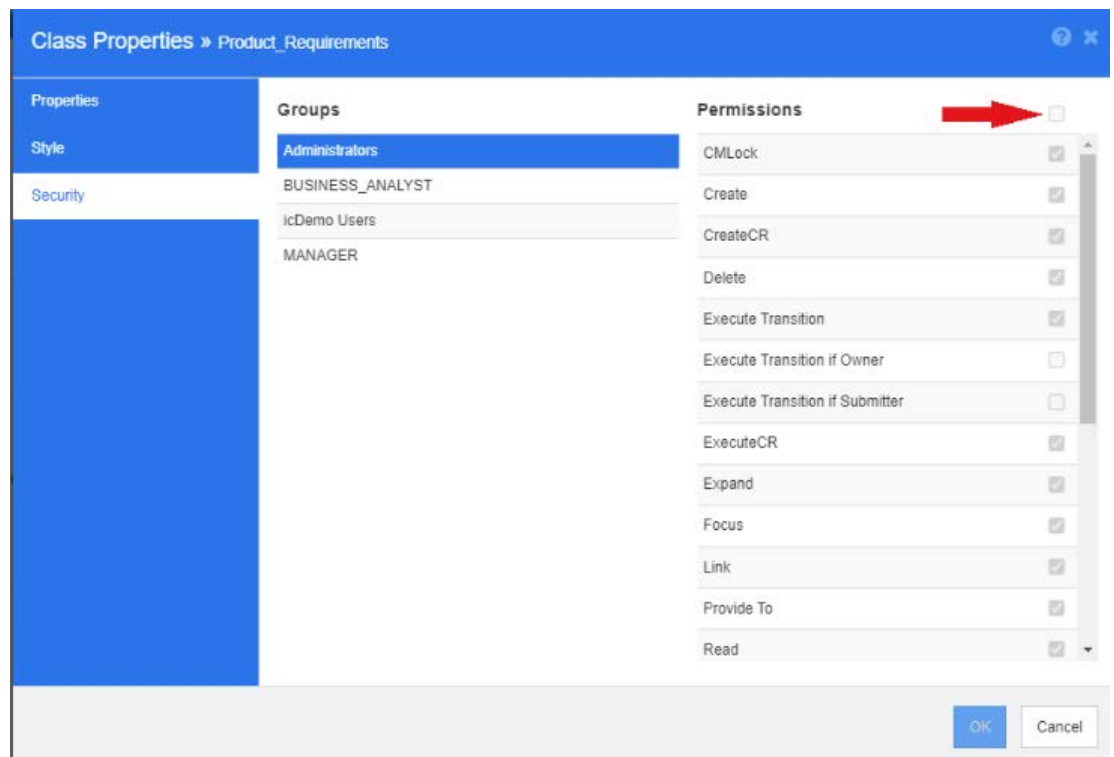 Class Properties » Product_Requirements
Properties
Style
Security
Groups
Administrators
BUSINESS_ANALYST
icDemo Users
MANAGER
Permissions
CMLock
Create
CreateCR
Delete
Execute Transition
Execute Transition if Owner
Execute Transition if Submitter
ExecuteCR
Expand
Focus
Link
Provide To
Read
OK
Cancel